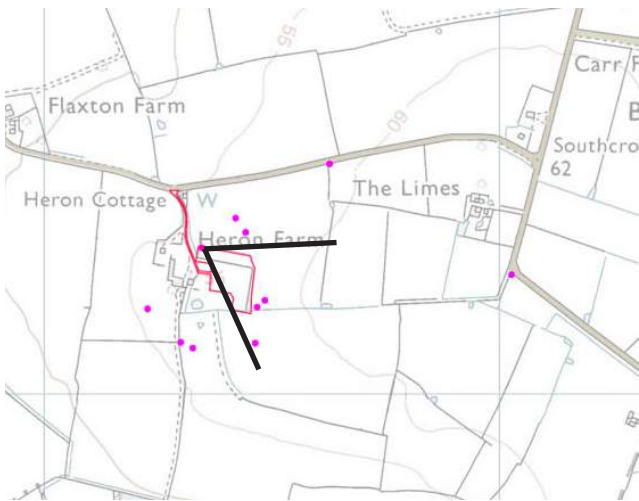 55
Carr F
Flaxton Farm
B
60
Southcro
62
The Limes
Heron Cottage
W
Heron Farm